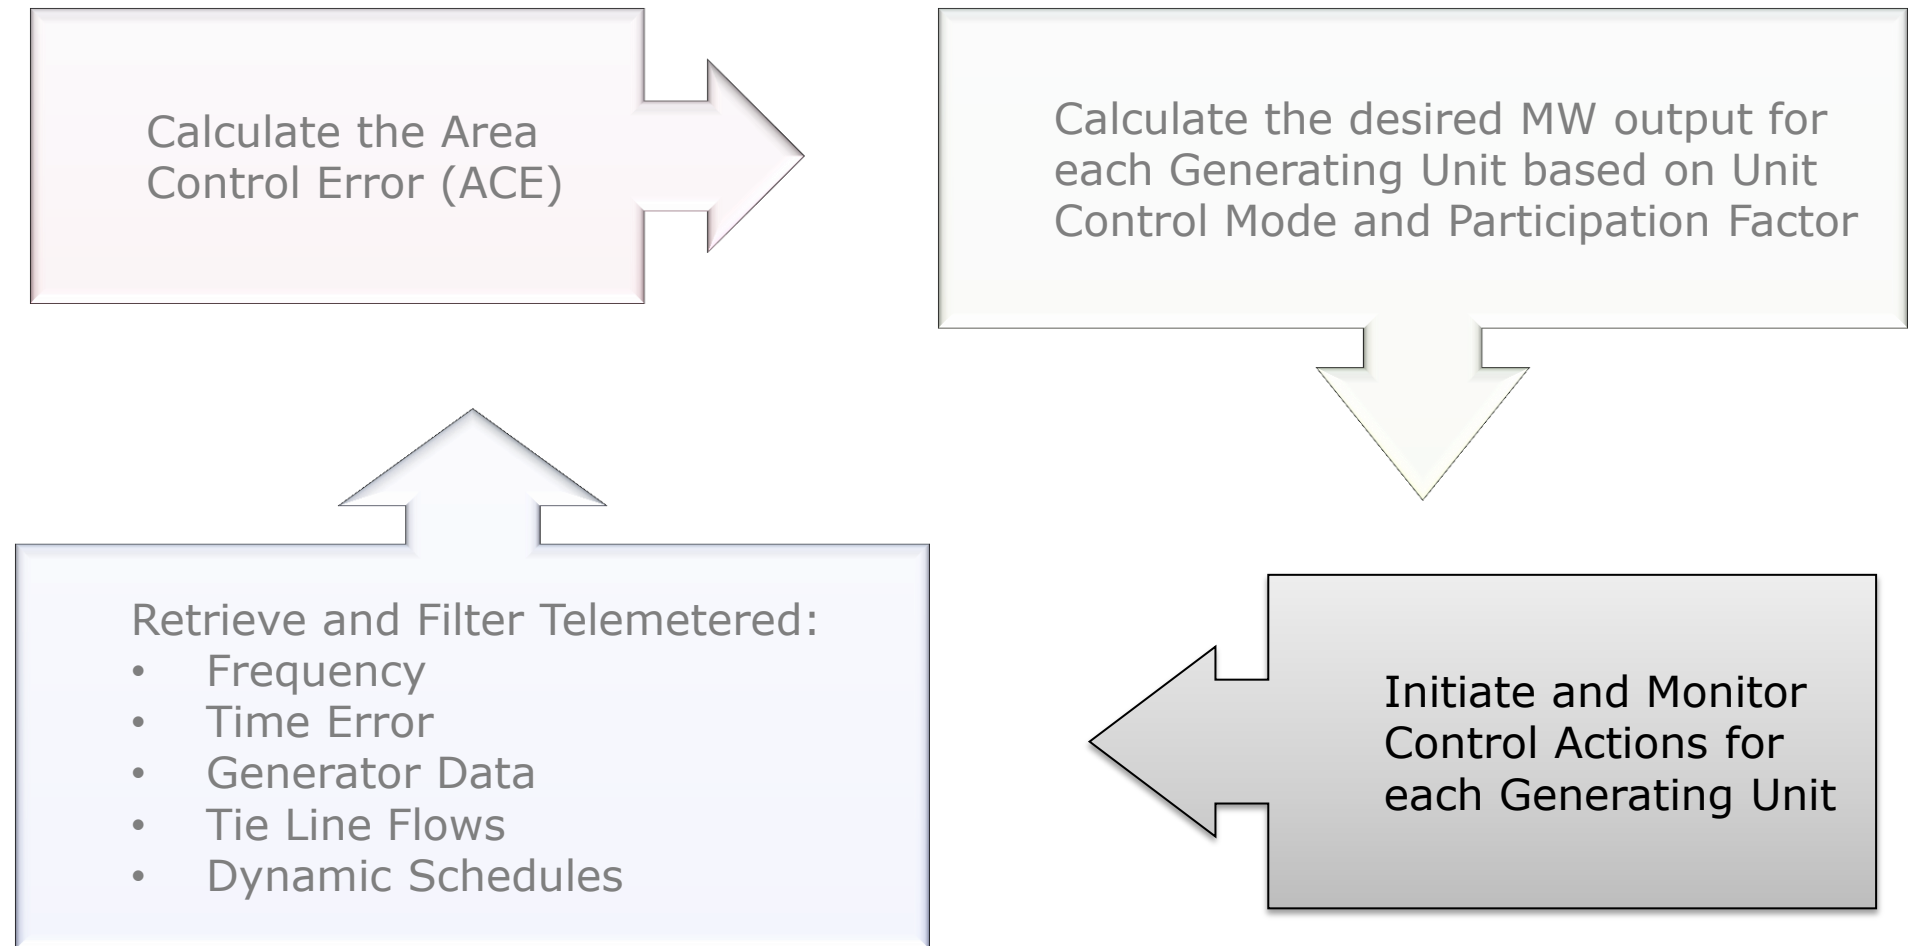 Calculate the Area
Control Error (ACE)
Calculate the desired MW output for
each Generating Unit based on Unit
Control Mode and Participation Factor
Retrieve and Filter Telemetered:
• Frequency
• Time Error
• Generator Data
• Tie Line Flows
• Dynamic Schedules
Initiate and Monitor
Control Actions for
each Generating Unit